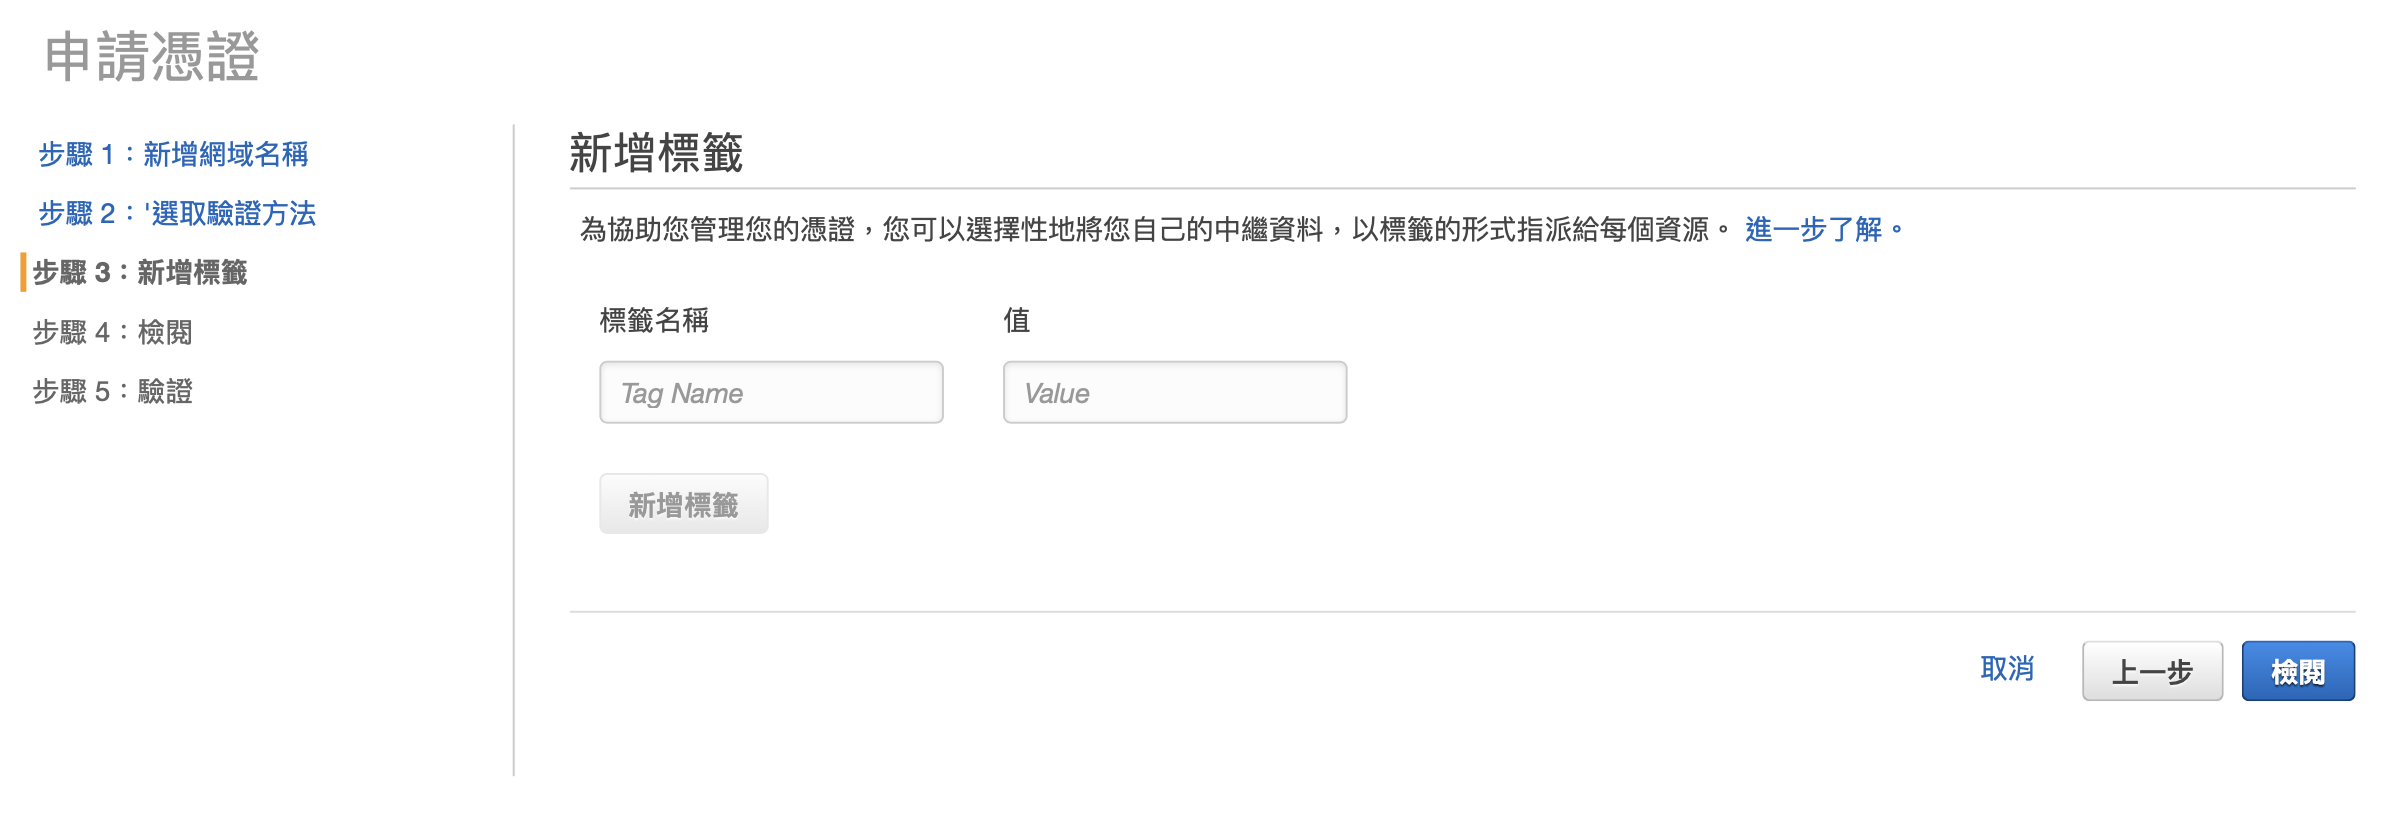 申請憑證
步驟 1：新增網域名稱
步驟 2：'選取驗證方法
步驟 3：新增標籤
步驟 4：檢閱
步驟 5：驗證
新增標籤
為協助您管理您的憑證，您可以選擇性地將您自己的中繼資料，以標籤的形式指派給每個資源。 進一步了解。
標籤名稱 值
Tag Name Value
新增標籤
取消 上一步 檢閱